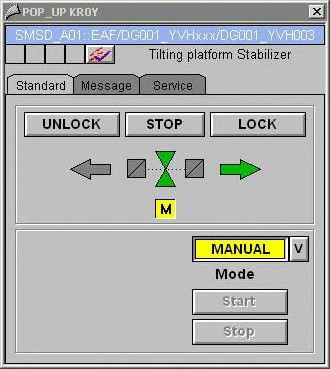 POP_UP KROY
SMSD_A01::EAF/DG001_YVHxxx/DG001_YVH003
Tilting platform Stabilizer
Standard Message Service
UNLOCK STOP LOCK
M
MANUAL V
Mode
Start
Stop